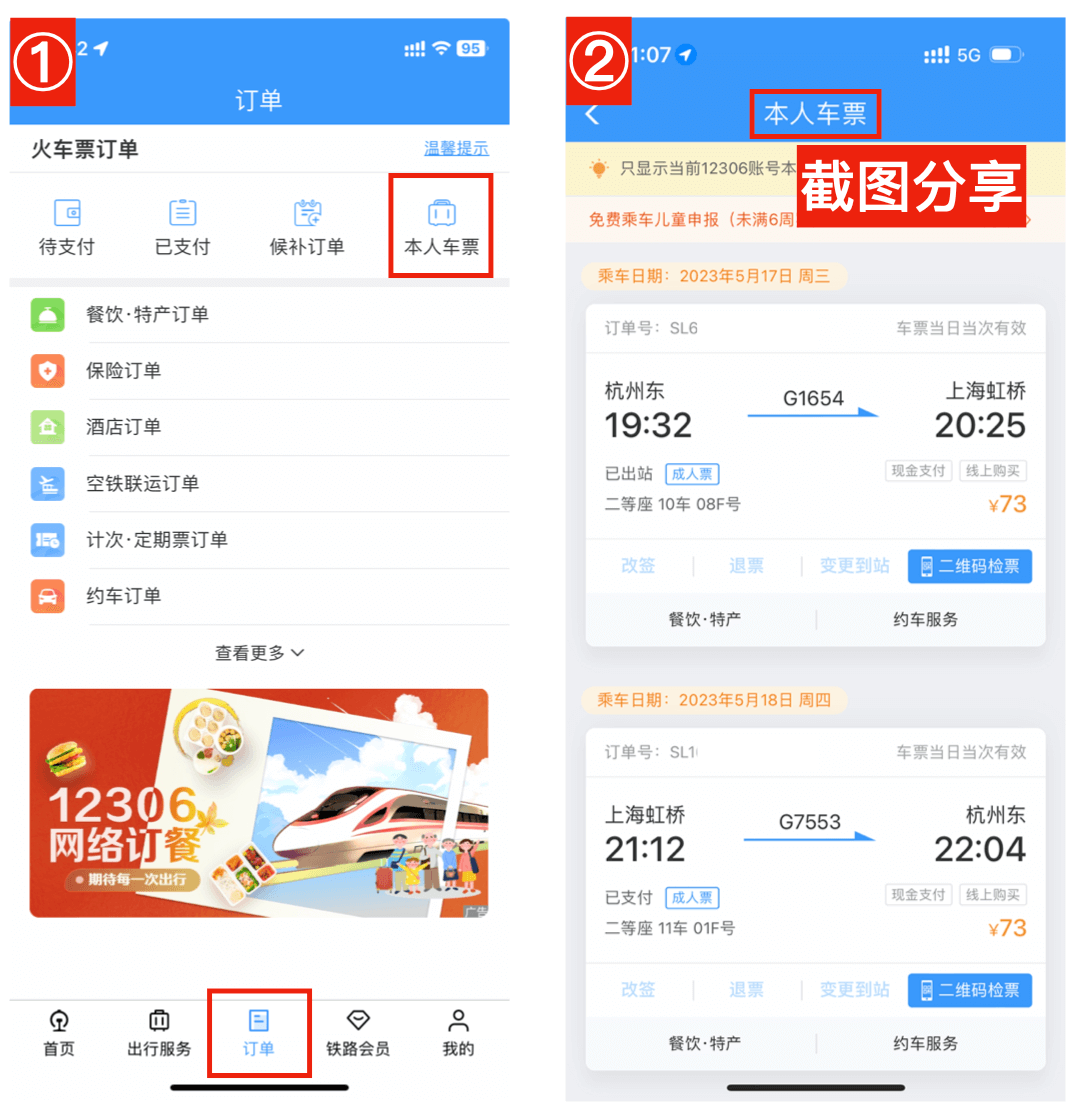 ①
2
95
订单
火车票订单
温馨提示
待支付
已支付
候补订单
本人车票
餐饮·特产订单
保险订单
酒店订单
空铁联运订单
计次·定期票订单
约车订单
查看更多
12306
网络订餐
期待每一次出行
广告
首页
出行服务
订单
铁路会员
我的
②
1:07
5G
本人车票
只显示当前12306账号本
截图分享
免费乘车儿童申报（未满6周
乘车日期：2023年5月17日 周三
订单号：SL6
车票当日当次有效
杭州东
G1654
上海虹桥
19:32
20:25
已出站
成人票
现金支付
线上购买
二等座 10车 08F号
¥73
改签
退票
变更到站
二维码检票
餐饮·特产
约车服务
乘车日期：2023年5月18日 周四
订单号：SL1
车票当日当次有效
上海虹桥
G7553
杭州东
21:12
22:04
已支付
成人票
现金支付
线上购买
二等座 11车 01F号
¥73
改签
退票
变更到站
二维码检票
餐饮·特产
约车服务